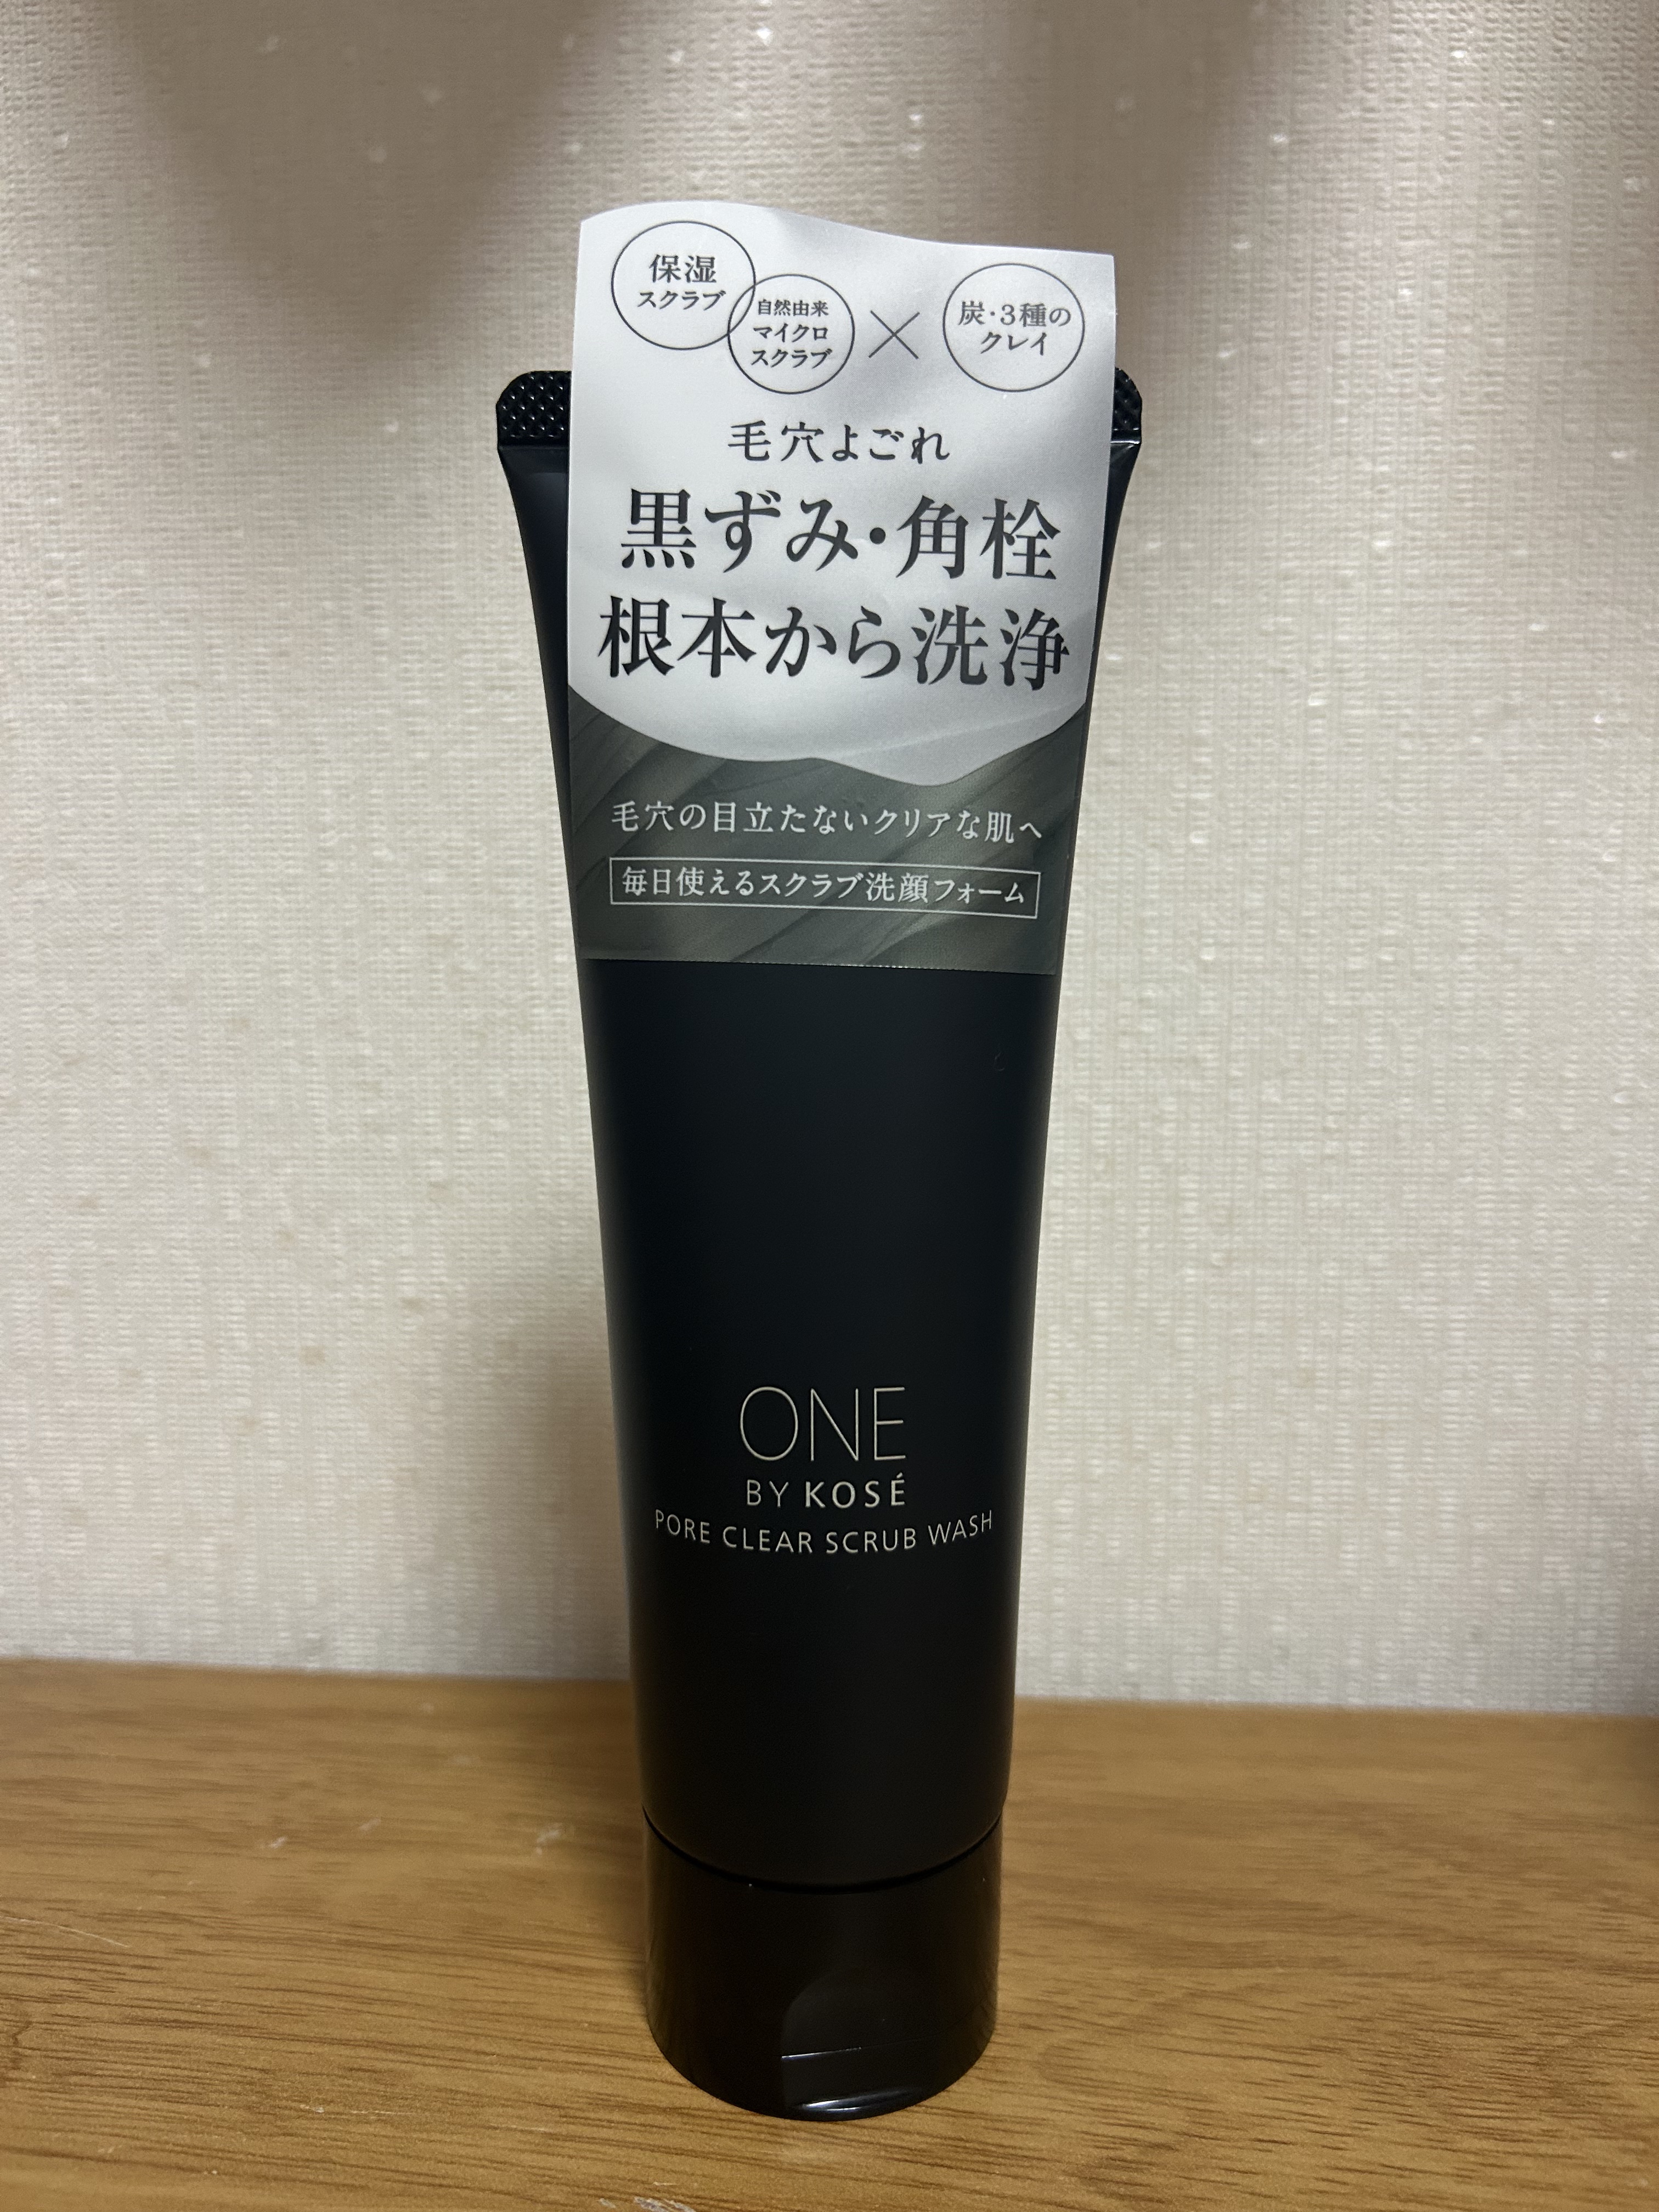 保湿
スクラブ
自然由来
マイクロ
スクラブ
×
炭・3種の
クレイ
毛穴よごれ
黒ずみ・角栓
根本から洗浄
毛穴の目立たないクリアな肌へ
毎日使えるスクラブ洗顔フォーム
ONE
BY KOSÉ
PORE CLEAR SCRUB WASH